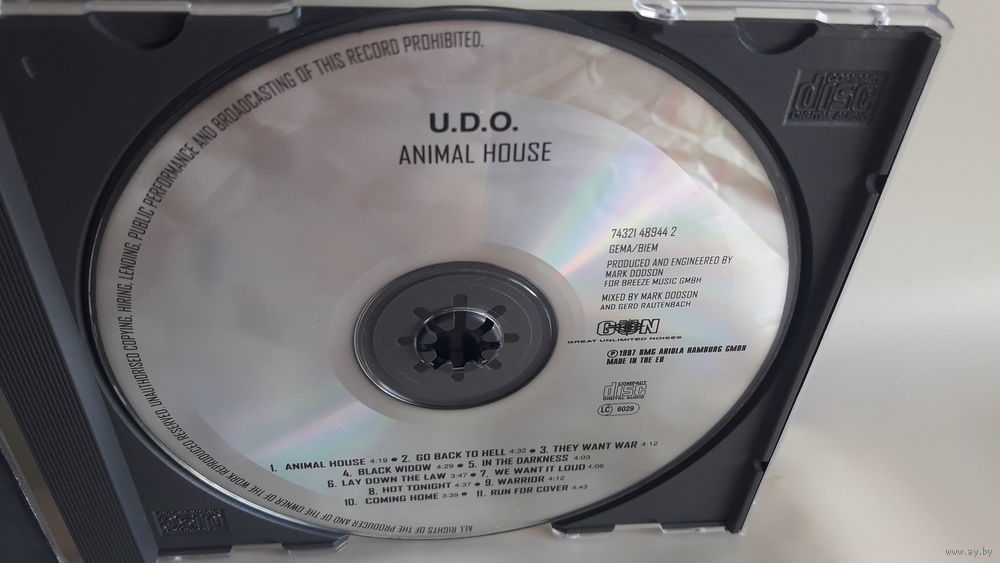 ALL RIGHTS OF THE PRODUCER AND OF THE OWNER OF THE WORK REPRODUCED RESERVED. UNAUTHORISED COPYING, HIRING, LENDING, PUBLIC PERFORMANCE AND BROADCASTING OF THIS RECORD PROHIBITED.
U.D.O.
ANIMAL HOUSE
COMPACT
disc
DIGITAL AUDIO
74321 48944 2
GEMA/BIEM
PRODUCED AND ENGINEERED BY
MARK DODSON
FOR BREEZE MUSIC GMBH
MIXED BY MARK DODSON
AND GERD RAUTENBACH
GUN
GREAT UNLIMITED NOISES
Ⓟ 1987 BMG ARIOLA HAMBURG GMBH
MADE IN THE EU
COMPACT
disc
DIGITAL AUDIO
LC 6029
1. ANIMAL HOUSE 4:19 ● 2. GO BACK TO HELL 4:32 ● 3. THEY WANT WAR 4:12
4. BLACK WIDOW 4:29 ● 5. IN THE DARKNESS 4:03
6. LAY DOWN THE LAW 3:47 ● 7. WE WANT IT LOUD 4:06
8. HOT TONIGHT 4:37 ● 9. WARRIOR 4:12
10. COMING HOME 3:39 ● 11. RUN FOR COVER 4:43
disc
www.ay.by